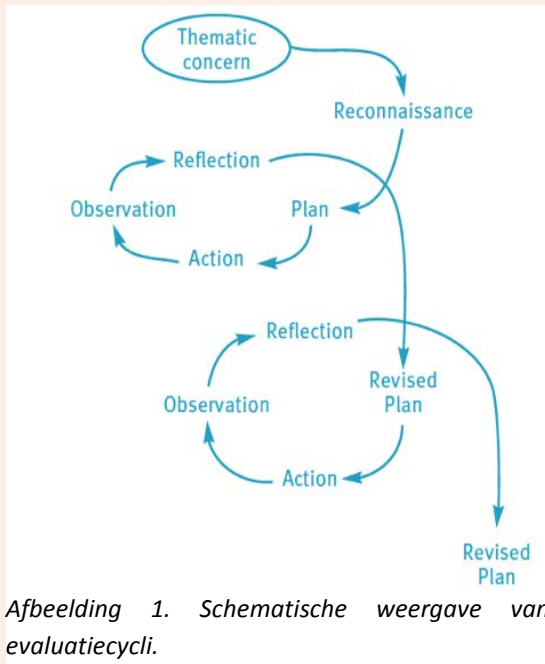 Thematic
concern
Reconnaissance
Reflection
Observation
Plan
Action
Reflection
Revised
Plan
Observation
Action
Revised
Plan
Afbeelding 1. Schematische weergave van
evaluatiecycli.